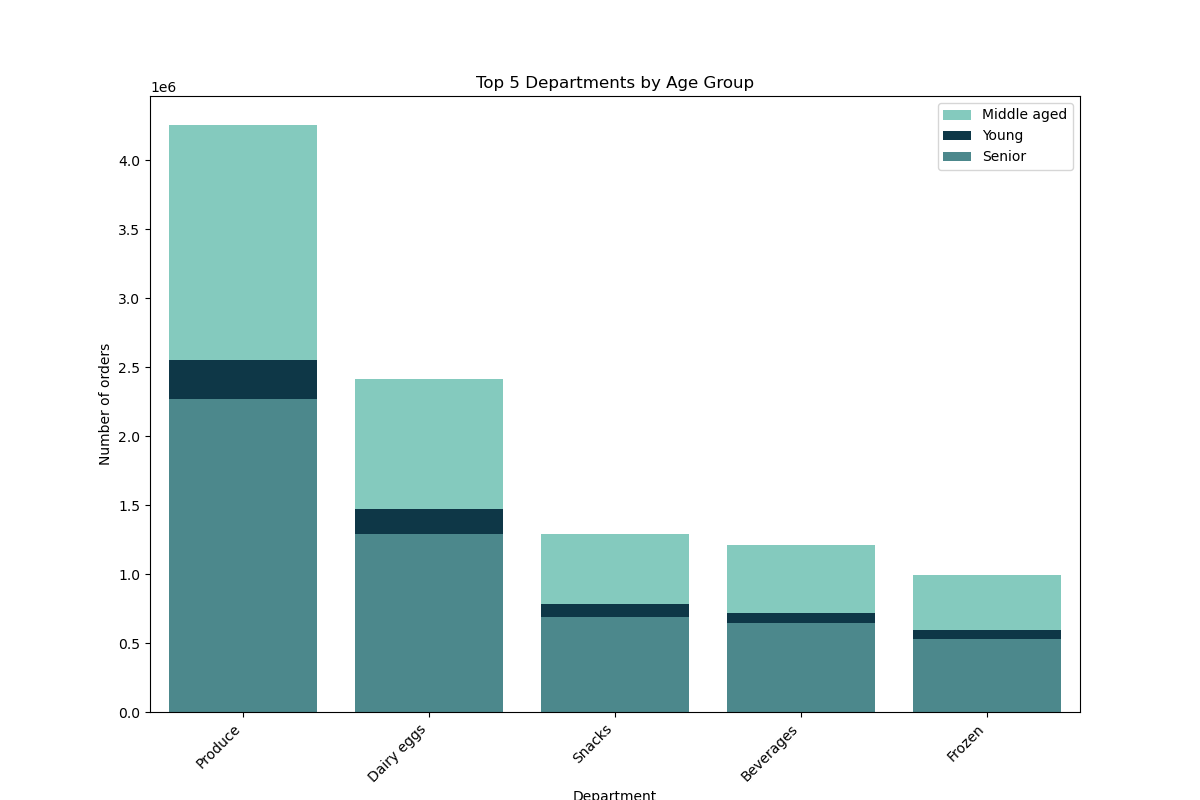 Top 5 Departments by Age Group
1e6
Middle aged
Young
Senior
4.0
3.5
3.0
2.5
2.0
1.5
1.0
0.5
0.0
Number of orders
Produce
Dairy eggs
Snacks
Beverages
Frozen
Department